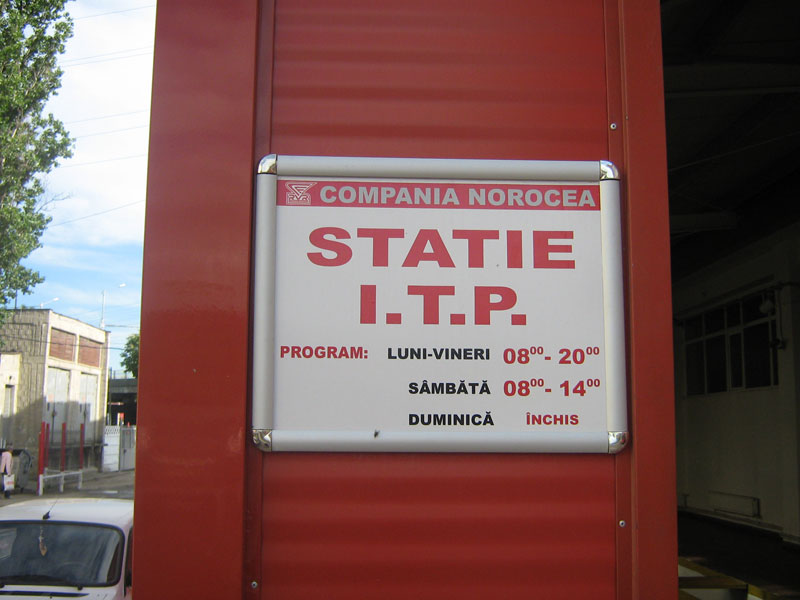 COMPANIA NOROCEA
STATIE
I.T.P.
PROGRAM: LUNI-VINERI 08⁰⁰- 20⁰⁰
SÂMBĂTĂ 08⁰⁰- 14⁰⁰
DUMINICĂ ÎNCHIS